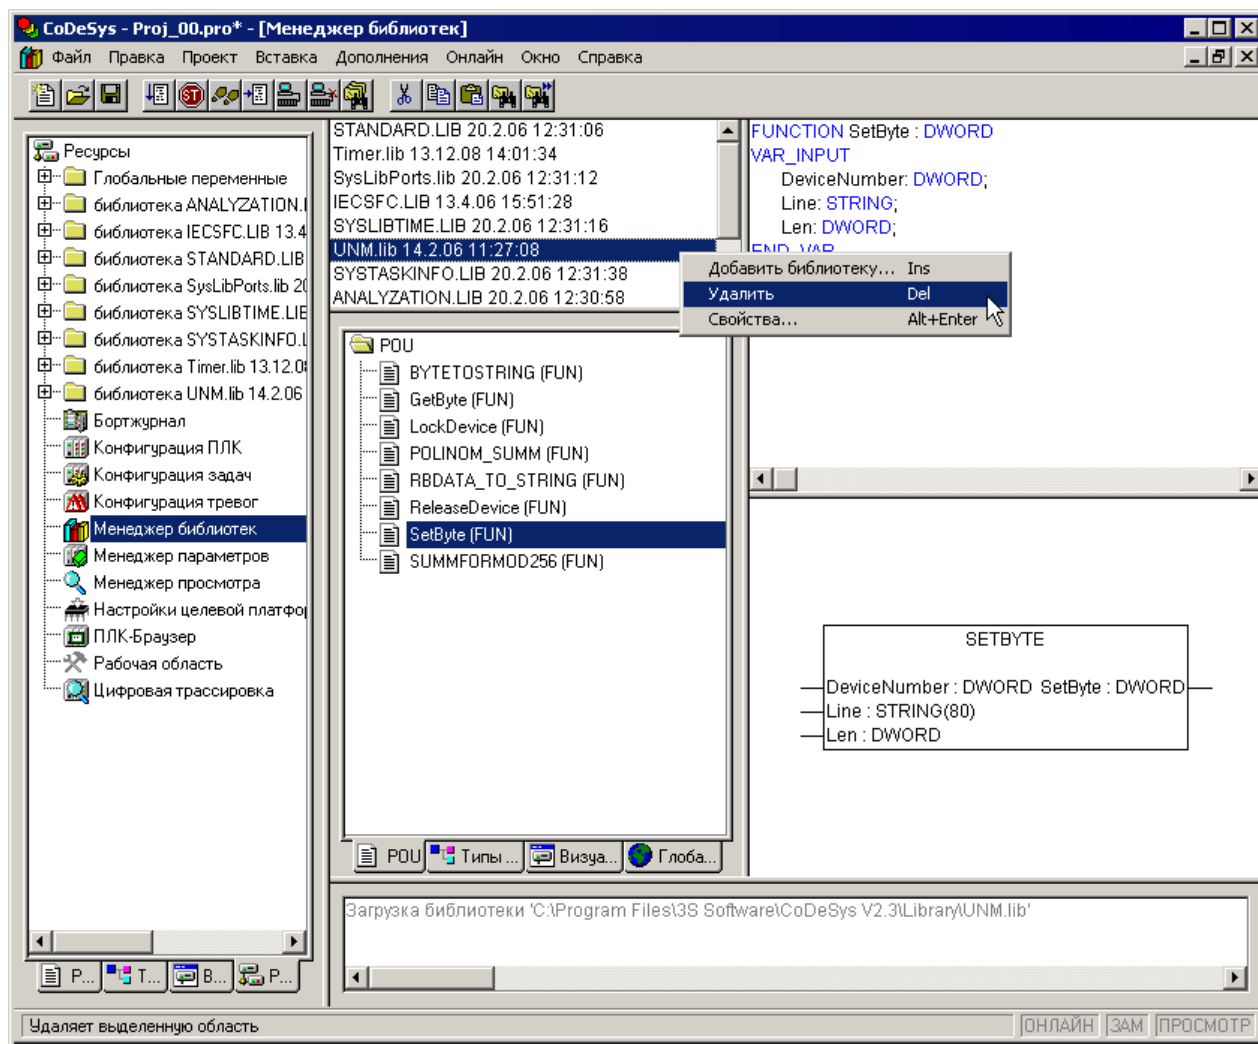 CoDeSys - Proj_00.pro* - [Менеджер библиотек]
Файл Правка Проект Вставка Дополнения Онлайн Окно Справка
Ресурсы
Глобальные переменные
библиотека ANALYZATION.
библиотека IECSFC.LIB 13.4
библиотека STANDARD.LIB
библиотека SysLibPorts.lib 20
библиотека SYSLIBTIME.LIB
библиотека SYSTASKINFO.L
библиотека Timer.lib 13.12.08
библиотека UNM.lib 14.2.06
Бортжурнал
Конфигурация ПЛК
Конфигурация задач
Конфигурация тревог
Менеджер библиотек
Менеджер параметров
Менеджер просмотра
Настройки целевой платфор
ПЛК-Браузер
Рабочая область
Цифровая трассировка
Р... Т... В... Р...
STANDARD.LIB 20.2.06 12:31:06
Timer.lib 13.12.08 14:01:34
SysLibPorts.lib 20.2.06 12:31:12
IECSFC.LIB 13.4.06 15:51:28
SYSLIBTIME.LIB 20.2.06 12:31:16
UNM.lib 14.2.06 11:27:08
SYSTASKINFO.LIB 20.2.06 12:31:38
ANALYZATION.LIB 20.2.06 12:30:58
POU
BYTETOSTRING (FUN)
GetByte (FUN)
LockDevice (FUN)
POLINOM_SUMM (FUN)
RBDATA_TO_STRING (FUN)
ReleaseDevice (FUN)
SetByte (FUN)
SUMMFORMOD256 (FUN)
POU Типы ... Визуа... Глоба...
FUNCTION SetByte : DWORD
VAR_INPUT
DeviceNumber: DWORD;
Line: STRING;
Len: DWORD;
END_VAR
Добавить библиотеку... Ins
Удалить Del
Свойства... Alt+Enter
SETBYTE
DeviceNumber : DWORD SetByte : DWORD
Line : STRING(80)
Len : DWORD
Загрузка библиотеки 'C:\Program Files\3S Software\CoDeSys V2.3\Library\UNM.lib'
Удаляет выделенную область
ОНЛАЙН ЗАМ ПРОСМОТР